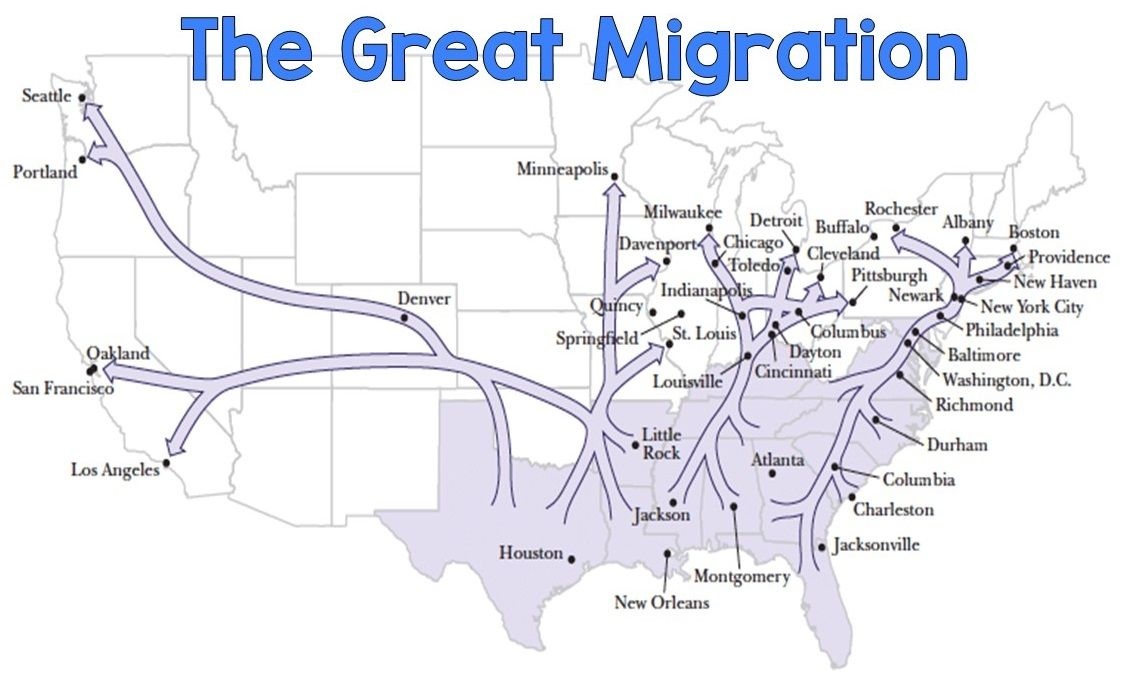 The Great Migration
Seattle
Portland
Minneapolis
Milwaukee
Detroit
Buffalo
Rochester
Albany
Boston
Davenport
Chicago
Toledo
Cleveland
Providence
Pittsburgh
New Haven
Denver
Quincy
Indianapolis
Newark
New York City
Springfield
St. Louis
Columbus
Philadelphia
Dayton
Baltimore
Oakland
San Francisco
Louisville
Cincinnati
Washington, D.C.
Richmond
Little
Rock
Durham
Los Angeles
Atlanta
Columbia
Jackson
Charleston
Houston
Jacksonville
Montgomery
New Orleans